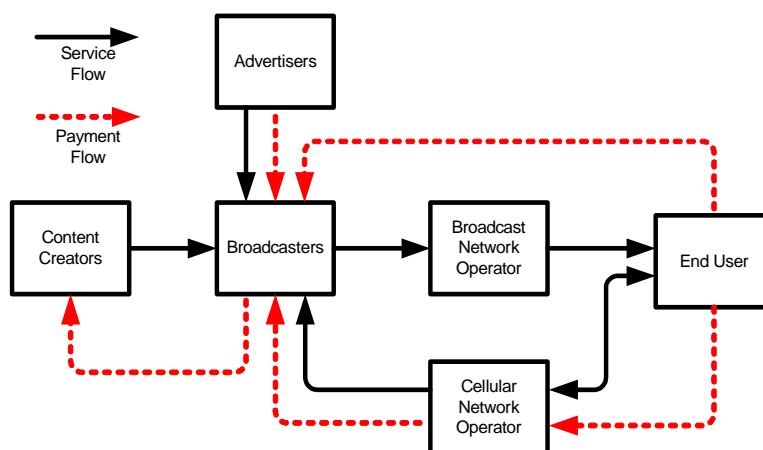 Service
Flow
Payment
Flow
Advertisers
Content
Creators
Broadcasters
Broadcast
Network
Operator
End User
Cellular
Network
Operator